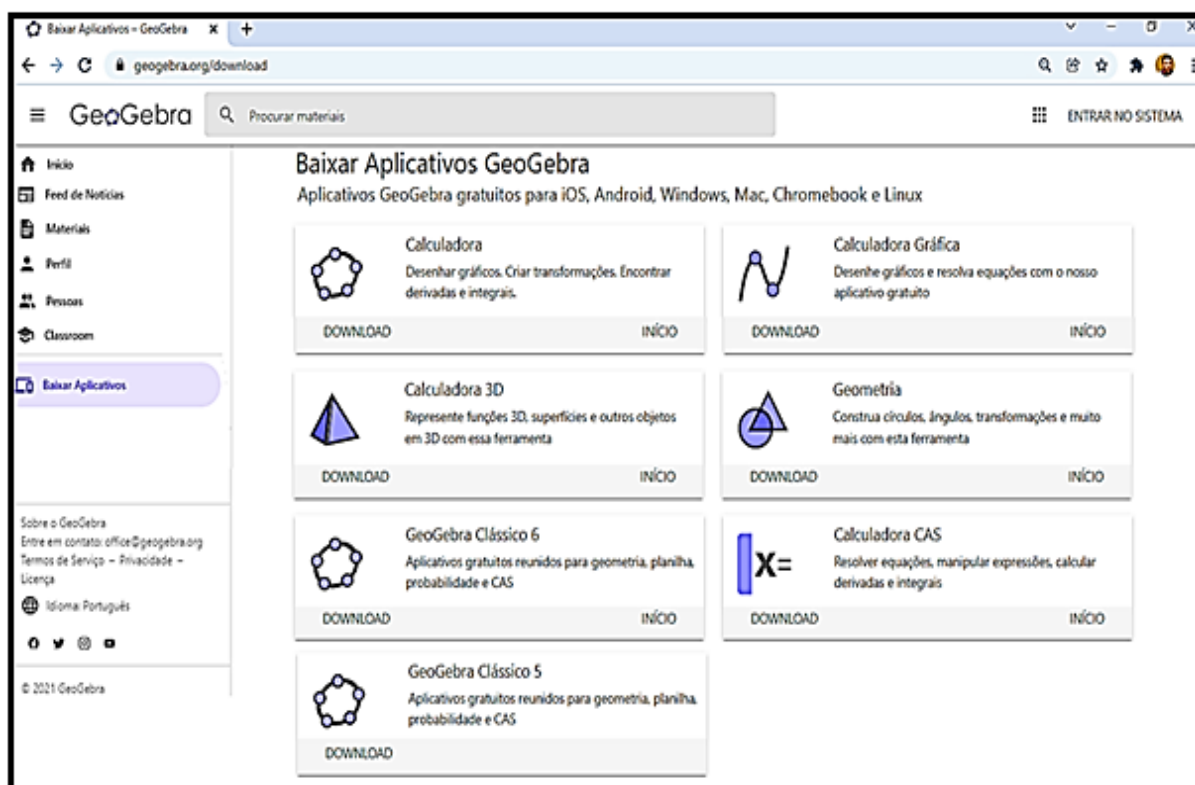 Baixar Aplicativos – GeoGebra
geogebra.org/download
GeoGebra
Procurar materiais
ENTRAR NO SISTEMA
Início
Feed de Notícias
Materiais
Perfil
Pessoas
Classroom
Baixar Aplicativos
Sobre o GeoGebra
Entre em contato: office@geogebra.org
Termos de Serviço – Privacidade –
Licença
Idioma: Português
© 2021 GeoGebra
Baixar Aplicativos GeoGebra
Aplicativos GeoGebra gratuitos para iOS, Android, Windows, Mac, Chromebook e Linux
Calculadora
Desenhar gráficos. Criar transformações. Encontrar
derivadas e integrais.
DOWNLOAD INÍCIO
Calculadora Gráfica
Desenhe gráficos e resolva equações com o nosso
aplicativo gratuito
DOWNLOAD INÍCIO
Calculadora 3D
Represente funções 3D, superfícies e outros objetos
em 3D com essa ferramenta
DOWNLOAD INÍCIO
Geometria
Construa círculos, ângulos, transformações e muito
mais com esta ferramenta
DOWNLOAD INÍCIO
GeoGebra Clássico 6
Aplicativos gratuitos reunidos para geometria, planilha,
probabilidade e CAS
DOWNLOAD INÍCIO
X=
Calculadora CAS
Resolver equações, manipular expressões, calcular
derivadas e integrais
DOWNLOAD INÍCIO
GeoGebra Clássico 5
Aplicativos gratuitos reunidos para geometria, planilha,
probabilidade e CAS
DOWNLOAD